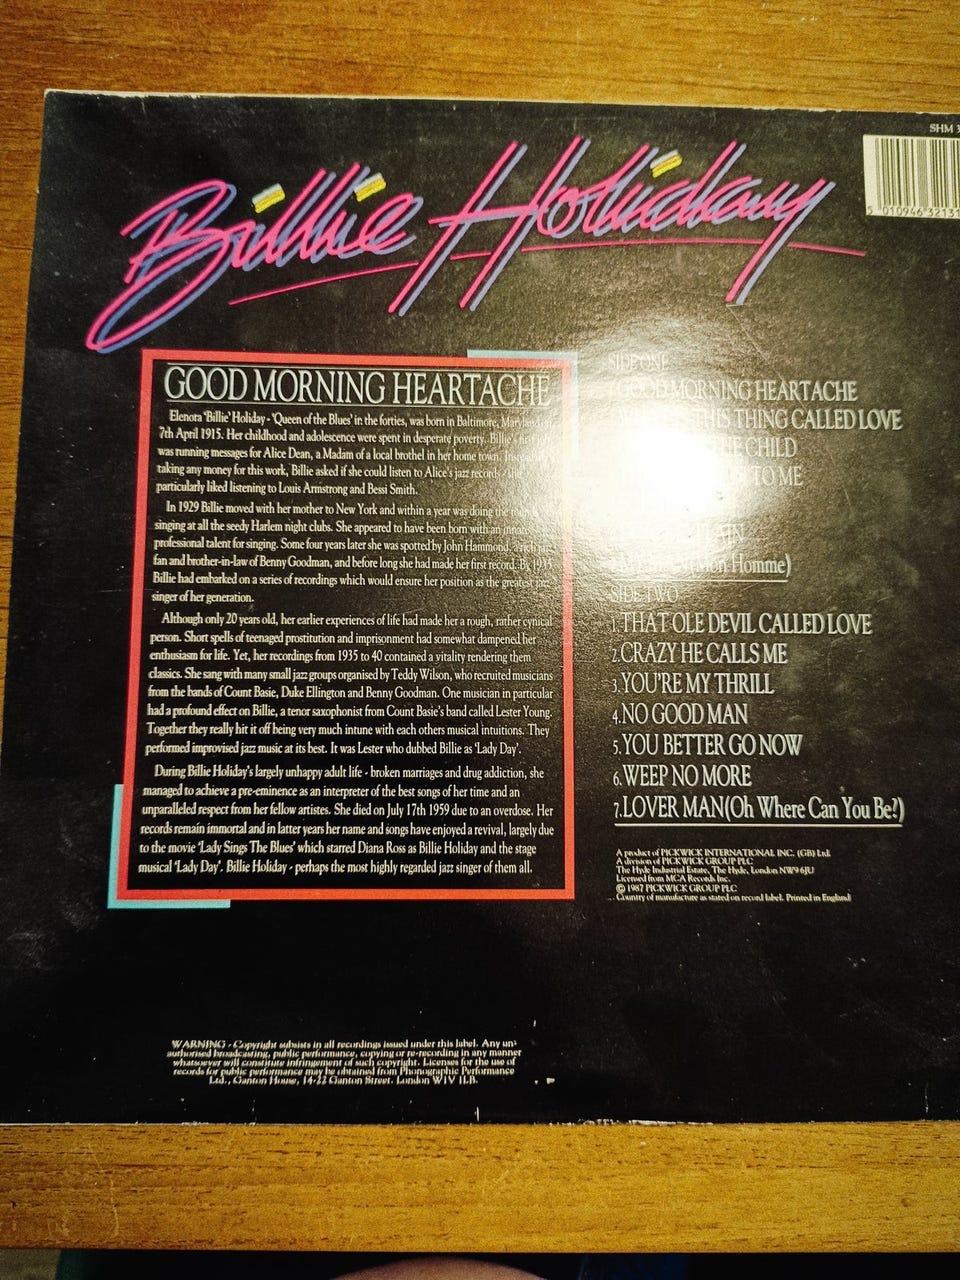 SHM 3
5 010946 3213
Billie Holiday
GOOD MORNING HEARTACHE
Elenora 'Billie' Holiday - 'Queen of the Blues' in the forties, was born in Baltimore, Maryland on
7th April 1915. Her childhood and adolescence were spent in desperate poverty. Billie's first job
was running messages for Alice Dean, a Madam of a local brothel in her home town. Instead of
taking any money for this work, Billie asked if she could listen to Alice's jazz records - she
particularly liked listening to Louis Armstrong and Bessi Smith.
In 1929 Billie moved with her mother to New York and within a year was doing the rounds
singing at all the seedy Harlem night clubs. She appeared to have been born with an innate
professional talent for singing. Some four years later she was spotted by John Hammond, a rich jazz
fan and brother-in-law of Benny Goodman, and before long she had made her first record. By 1935
Billie had embarked on a series of recordings which would ensure her position as the greatest jazz
singer of her generation.
Although only 20 years old, her earlier experiences of life had made her a rough, rather cynical
person. Short spells of teenaged prostitution and imprisonment had somewhat dampened her
enthusiasm for life. Yet, her recordings from 1935 to 40 contained a vitality rendering them
classics. She sang with many small jazz groups organised by Teddy Wilson, who recruited musicians
from the bands of Count Basie, Duke Ellington and Benny Goodman. One musician in particular
had a profound effect on Billie, a tenor saxophonist from Count Basie's band called Lester Young.
Together they really hit it off being very much intune with each others musical intuitions. They
performed improvised jazz music at its best. It was Lester who dubbed Billie as 'Lady Day'.
During Billie Holiday's largely unhappy adult life - broken marriages and drug addiction, she
managed to achieve a pre-eminence as an interpreter of the best songs of her time and an
unparalleled respect from her fellow artistes. She died on July 17th 1959 due to an overdose. Her
records remain immortal and in latter years her name and songs have enjoyed a revival, largely due
to the movie 'Lady Sings The Blues' which starred Diana Ross as Billie Holiday and the stage
musical 'Lady Day'. Billie Holiday - perhaps the most highly regarded jazz singer of them all.
SIDE ONE
GOOD MORNING HEARTACHE
THIS THING CALLED LOVE
THE CHILD
TO ME
(Mon Homme)
SIDE TWO
1. THAT OLE DEVIL CALLED LOVE
2. CRAZY HE CALLS ME
3. YOU'RE MY THRILL
4. NO GOOD MAN
5. YOU BETTER GO NOW
6. WEEP NO MORE
7. LOVER MAN (Oh Where Can You Be?)
A product of PICKWICK INTERNATIONAL INC. (GB) Ltd.
A division of PICKWICK GROUP PLC
The Hyde Industrial Estate, The Hyde, London NW9 6JU
Licensed from MCA Records Inc.
℗© 1987 PICKWICK GROUP PLC
Country of manufacture as stated on record label. Printed in England
WARNING - Copyright subsists in all recordings issued under this label. Any un-
authorised broadcasting, public performance, copying or re-recording in any manner
whatsoever will constitute infringement of such copyright. Licenses for the use of
records for public performance may be obtained from Phonographic Performance
Ltd., Ganton House, 14-22 Ganton Street, London W1V 1LB.